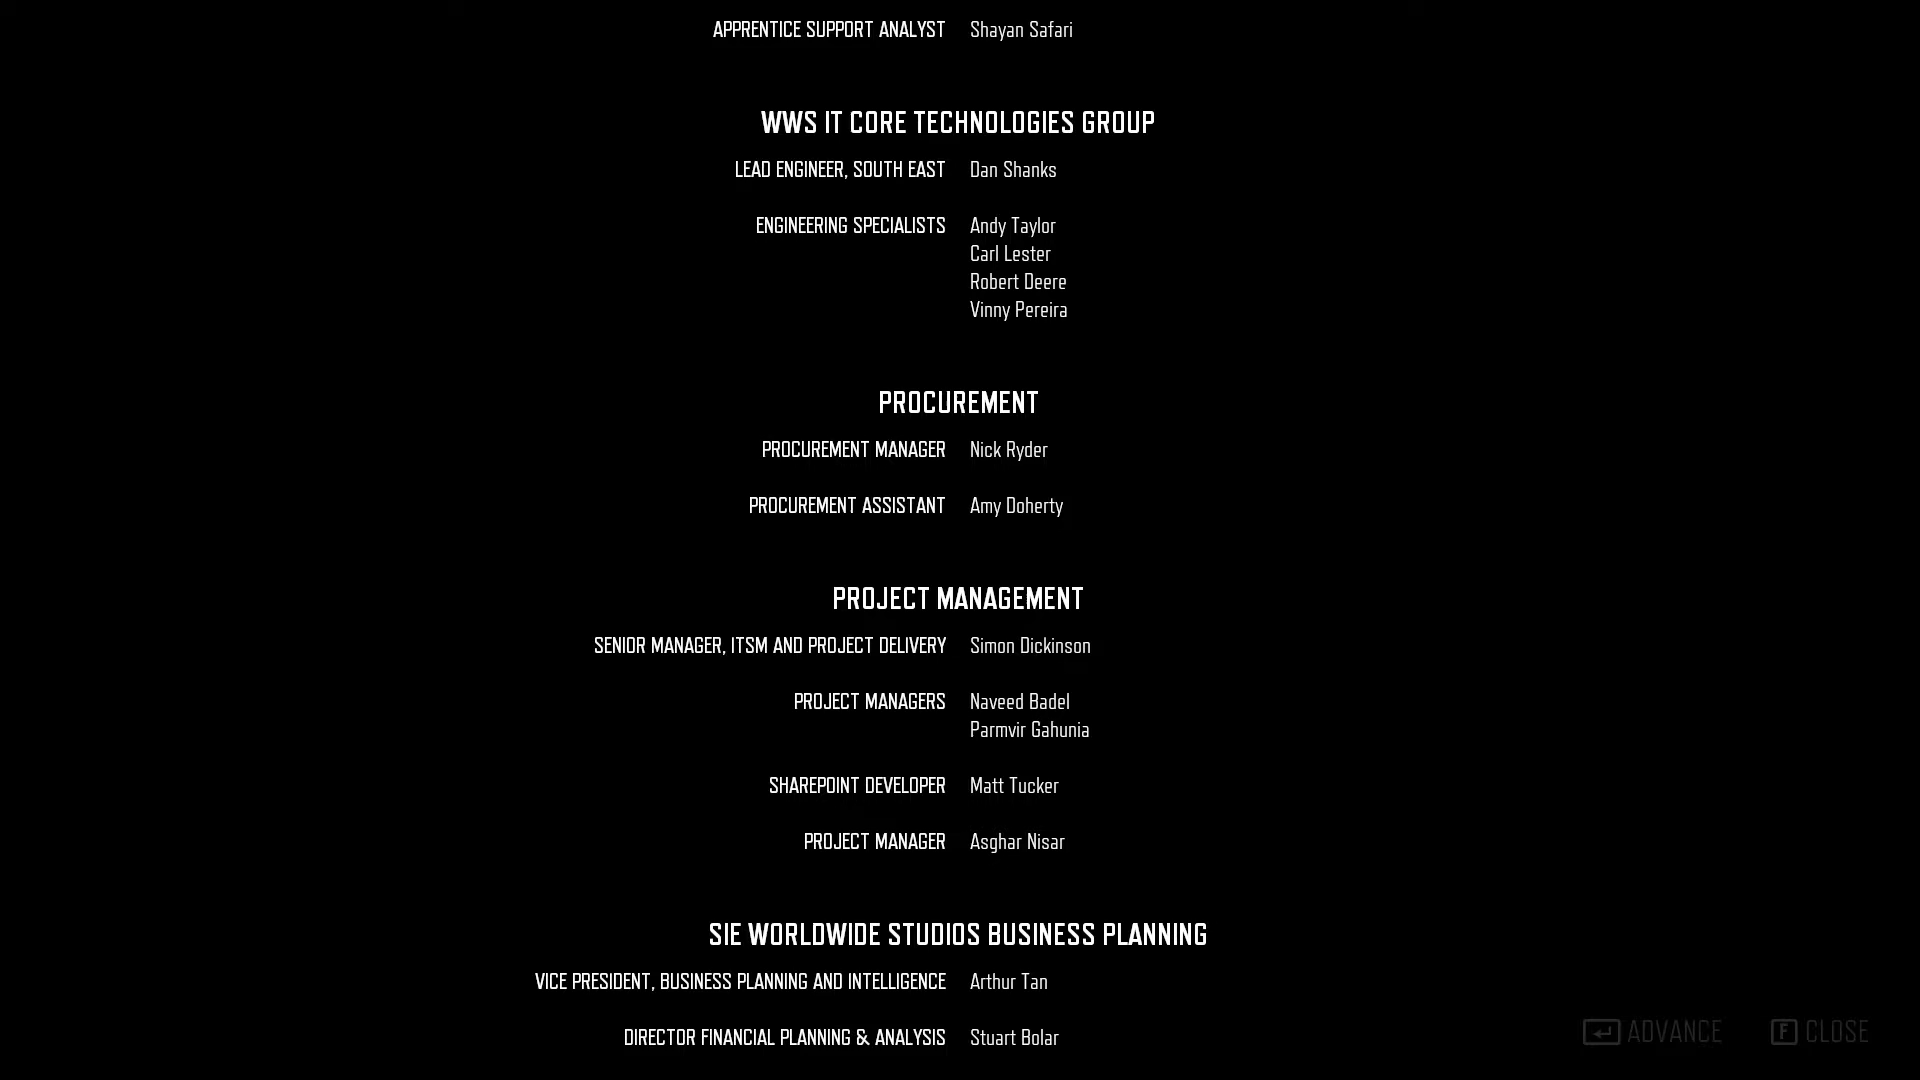 APPRENTICE SUPPORT ANALYST Shayan Safari
WWS IT CORE TECHNOLOGIES GROUP
LEAD ENGINEER, SOUTH EAST Dan Shanks
ENGINEERING SPECIALISTS Andy Taylor
Carl Lester
Robert Deere
Vinny Pereira
PROCUREMENT
PROCUREMENT MANAGER Nick Ryder
PROCUREMENT ASSISTANT Amy Doherty
PROJECT MANAGEMENT
SENIOR MANAGER, ITSM AND PROJECT DELIVERY Simon Dickinson
PROJECT MANAGERS Naveed Badel
Parmvir Gahunia
SHAREPOINT DEVELOPER Matt Tucker
PROJECT MANAGER Asghar Nisar
SIE WORLDWIDE STUDIOS BUSINESS PLANNING
VICE PRESIDENT, BUSINESS PLANNING AND INTELLIGENCE Arthur Tan
DIRECTOR FINANCIAL PLANNING & ANALYSIS Stuart Bolar
ADVANCE F CLOSE